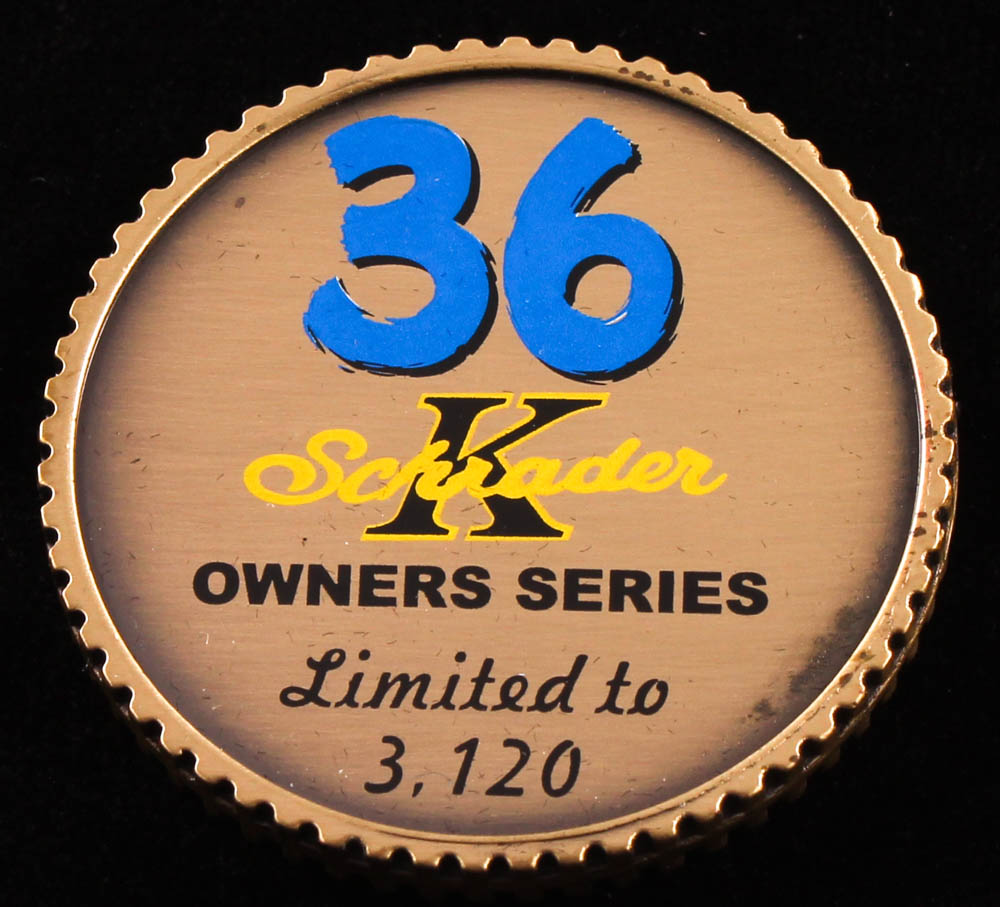 36
K
Schrader
OWNERS SERIES
Limited to
3,120